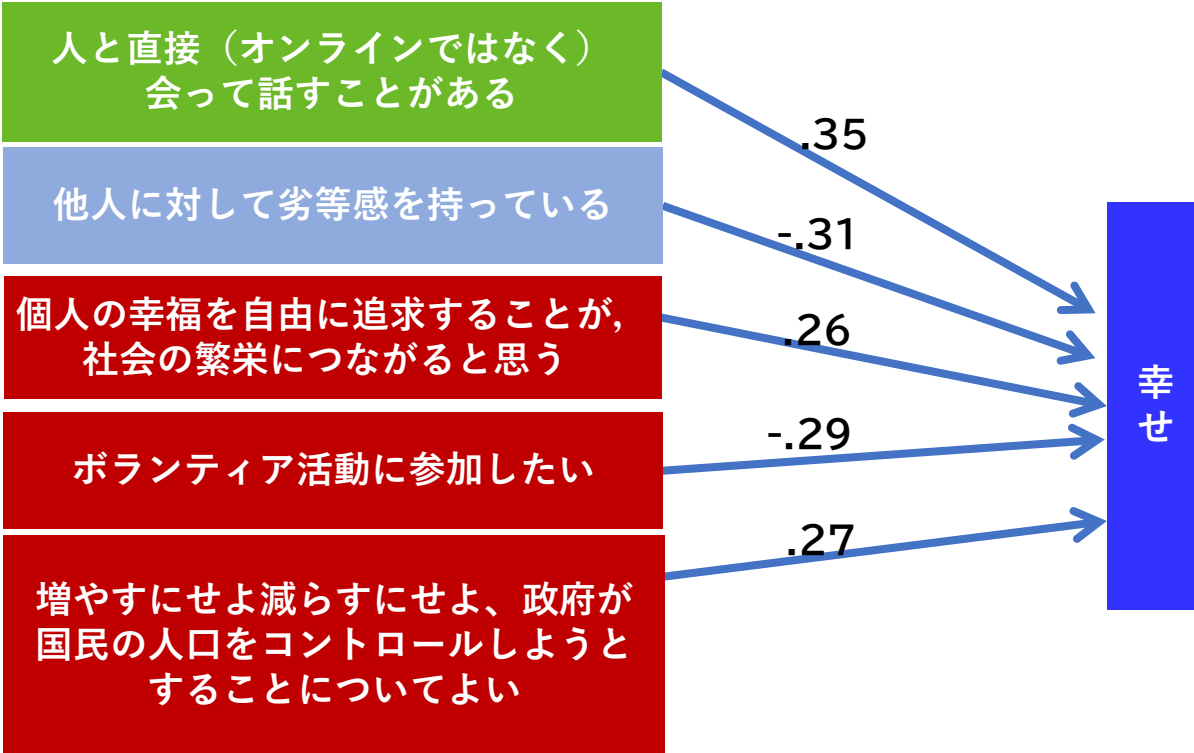 人と直接（オンラインではなく）
会って話すことがある
.35
他人に対して劣等感を持っている
-.31
個人の幸福を自由に追求することが,
社会の繁栄につながると思う
.26
ボランティア活動に参加したい
-.29
増やすにせよ減らすにせよ、政府が
国民の人口をコントロールしようと
することについてよい
.27
幸せ